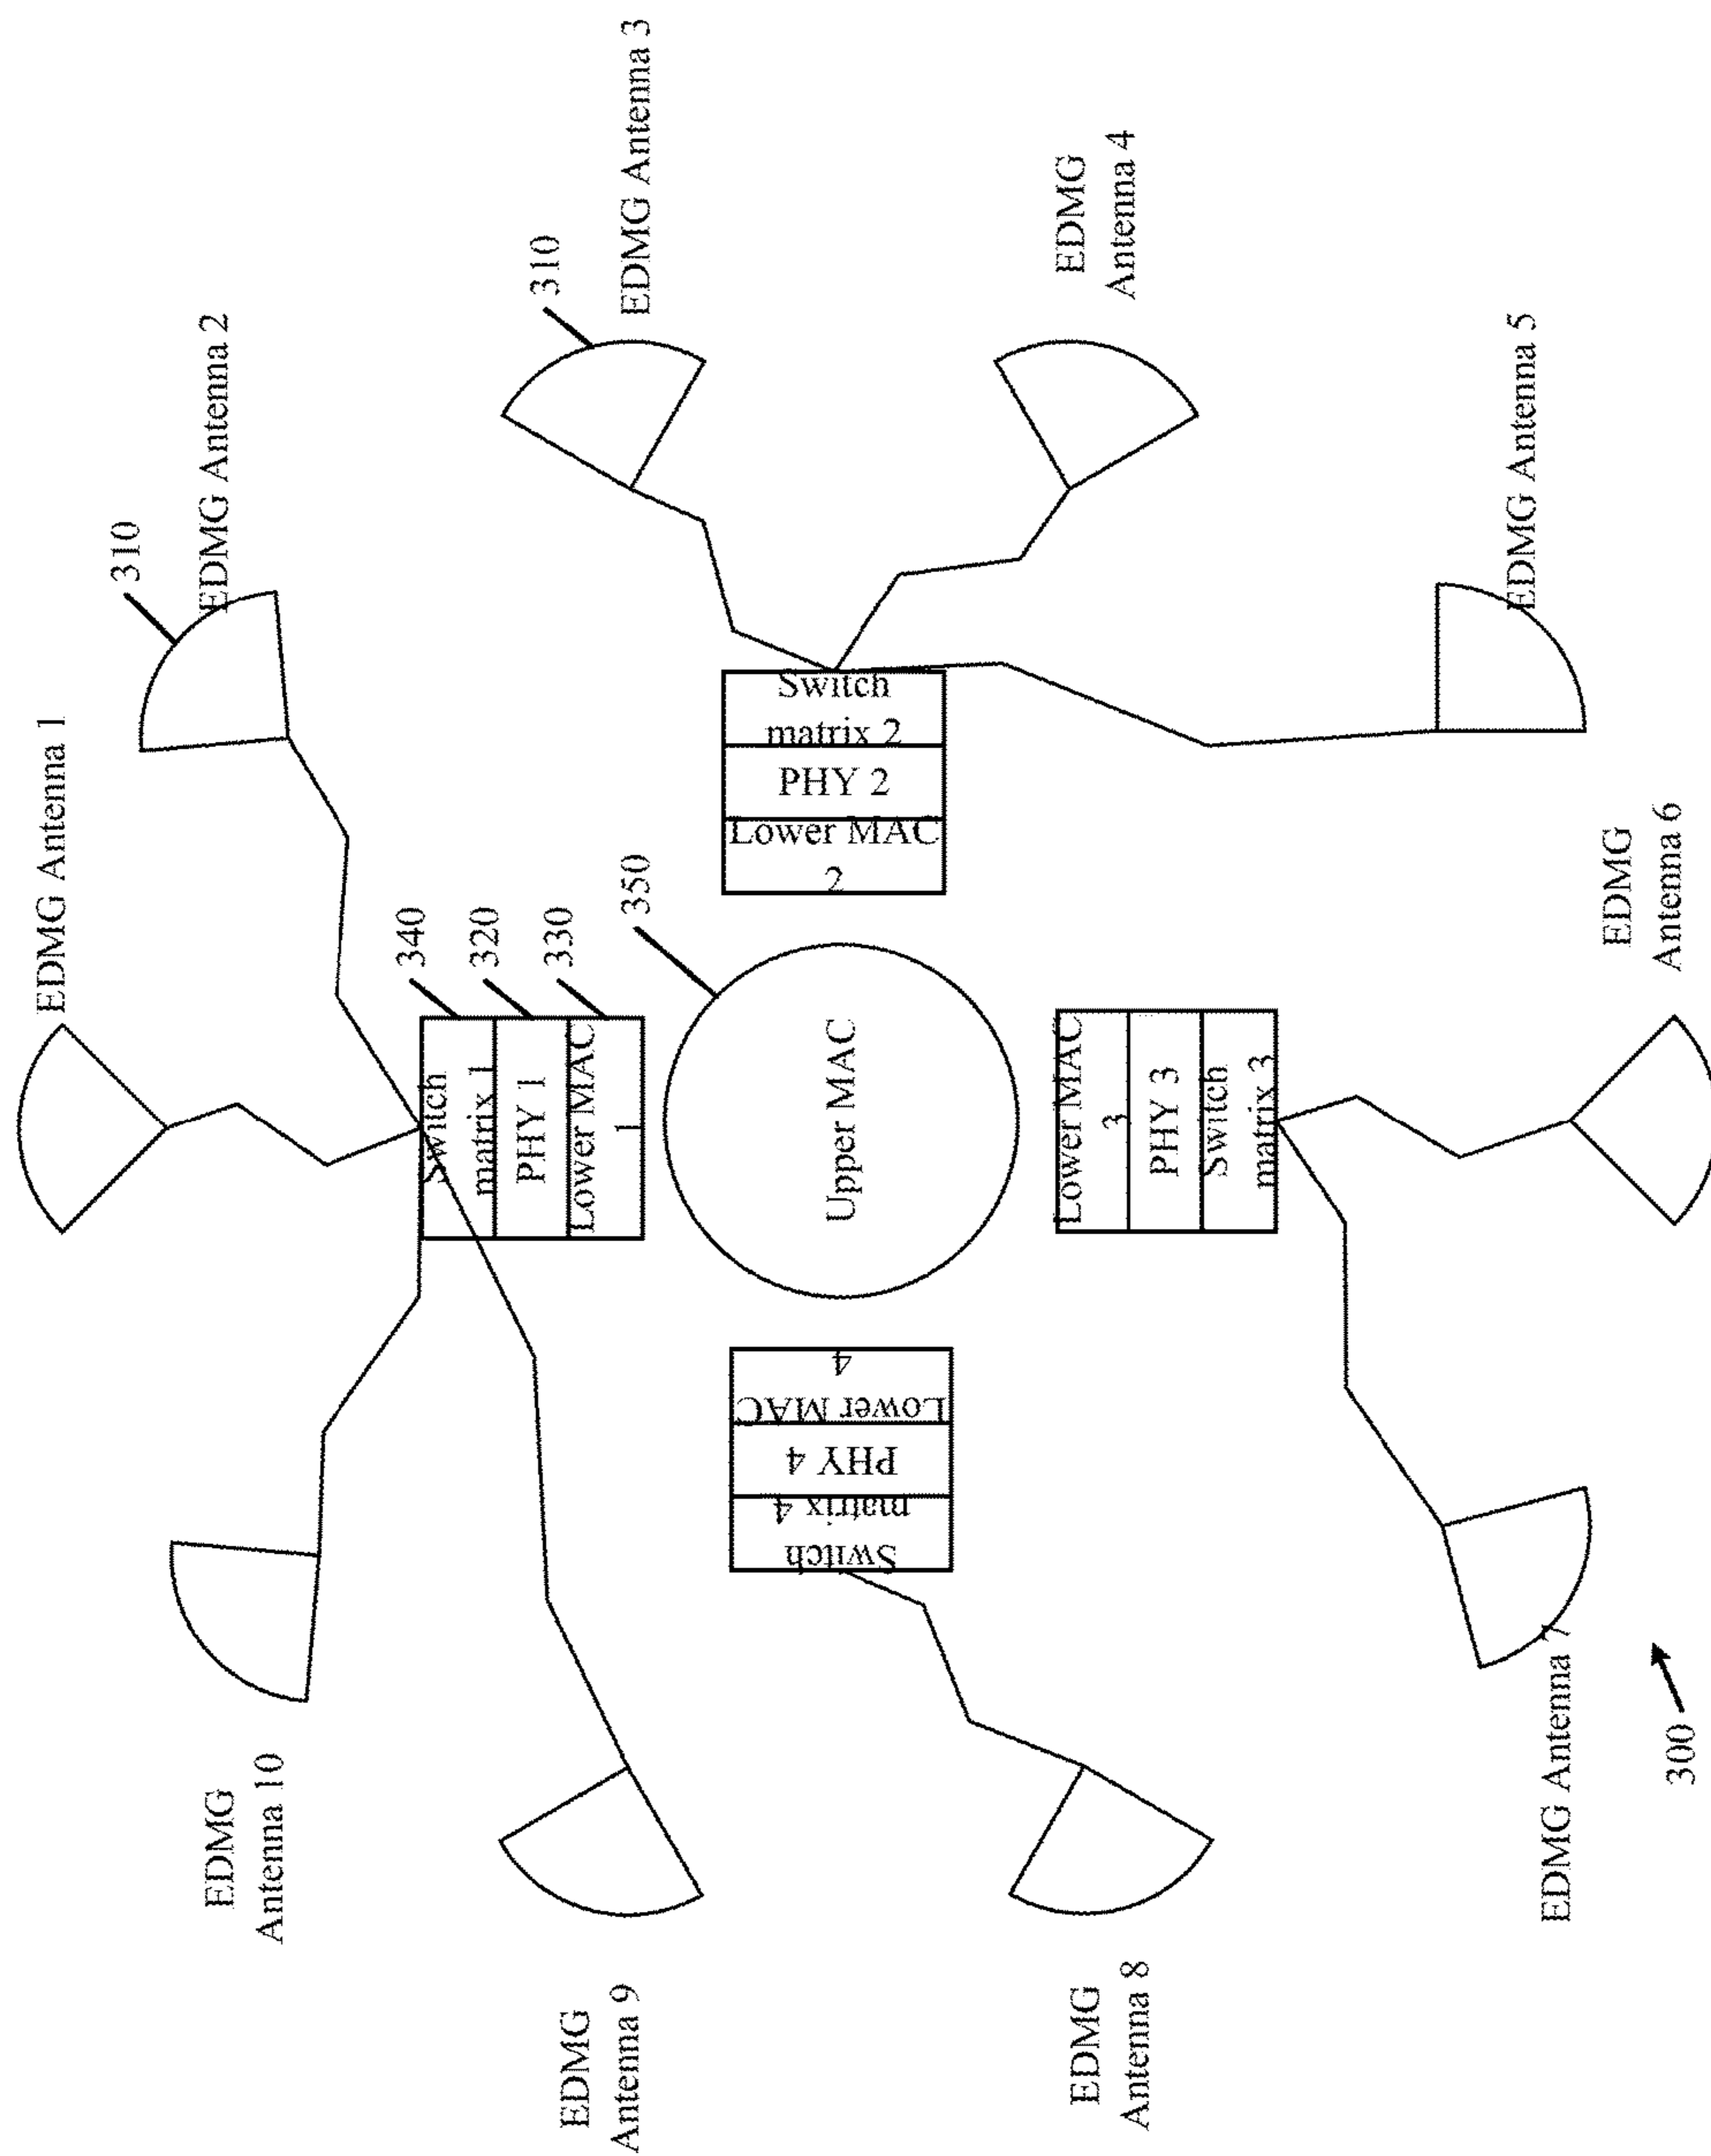 EDMG Antenna 1
EDMG Antenna 2
310
EDMG Antenna 3
310
EDMG
Antenna 4
EDMG Antenna 5
EDMG
Antenna 6
EDMG Antenna 7
EDMG
Antenna 8
EDMG
Antenna 9
EDMG
Antenna 10
Switch
matrix 1
PHY 1
Lower MAC
1
340
320
330
350
Upper MAC
Switch
matrix 2
PHY 2
Lower MAC
2
Lower MAC
3
PHY 3
Switch
matrix 3
Lower MAC
4
PHY 4
Switch
matrix 4
300